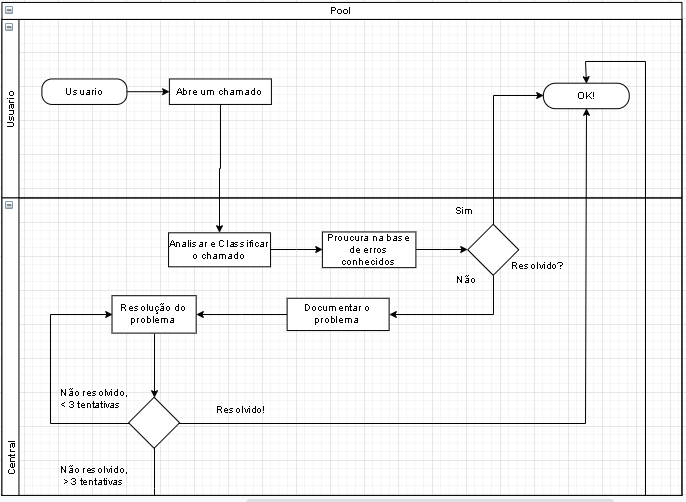 Pool
Usuario
Usuario
Abre um chamado
OK!
Central
Analisar e Classificar
o chamado
Proucura na base
de erros
conhecidos
Sim
Resolvido?
Não
Resolução do
problema
Documentar o
problema
Não resolvido,
< 3 tentativas
Resolvido!
Não resolvido,
> 3 tentativas